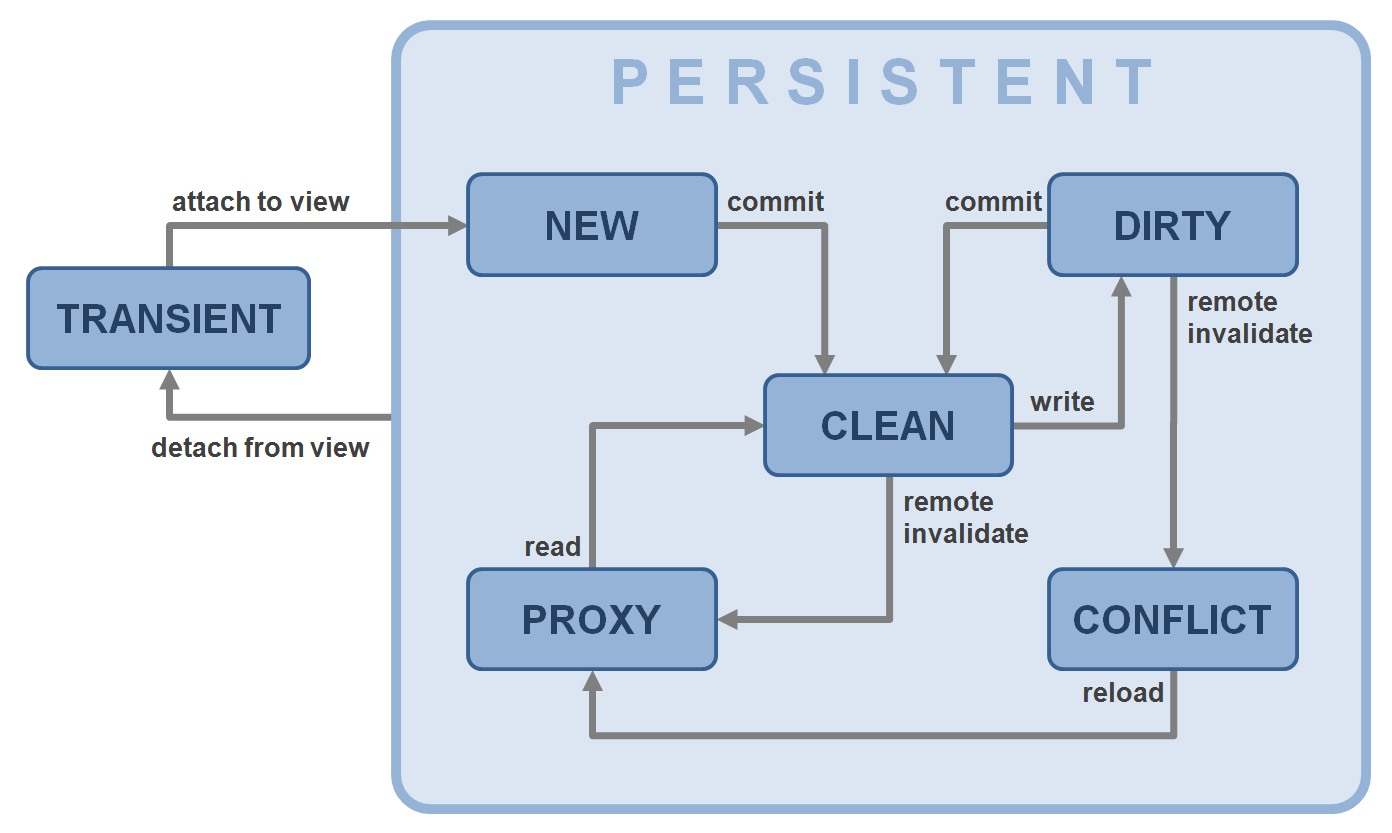 PERSISTENT
attach to view
NEW
commit
commit
DIRTY
TRANSIENT
remote
invalidate
detach from view
CLEAN
write
read
remote
invalidate
PROXY
CONFLICT
reload